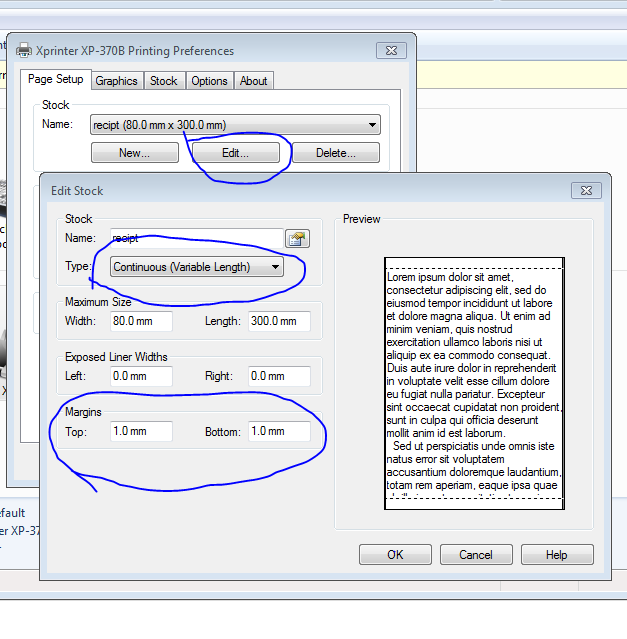 Xprinter XP-370B Printing Preferences
Page Setup Graphics Stock Options About
Stock
Name: recipt (80.0 mm x 300.0 mm)
New... Edit... Delete...
Edit Stock
Stock
Name: recipt
Type: Continuous (Variable Length)
Maximum Size
Width: 80.0 mm Length: 300.0 mm
Exposed Liner Widths
Left: 0.0 mm Right: 0.0 mm
Margins
Top: 1.0 mm Bottom: 1.0 mm
Preview
Lorem ipsum dolor sit amet,
consectetur adipiscing elit, sed do
eiusmod tempor incididunt ut labore
et dolore magna aliqua. Ut enim ad
minim veniam, quis nostrud
exercitation ullamco laboris nisi ut
aliquip ex ea commodo consequat.
Duis aute irure dolor in reprehenderit
in voluptate velit esse cillum dolore
eu fugiat nulla pariatur. Excepteur
sint occaecat cupidatat non proident,
sunt in culpa qui officia deserunt
mollit anim id est laborum.
Sed ut perspiciatis unde omnis iste
natus error sit voluptatem
accusantium doloremque laudantium,
totam rem aperiam, eaque ipsa quae
OK Cancel Help
efault
er XP-37